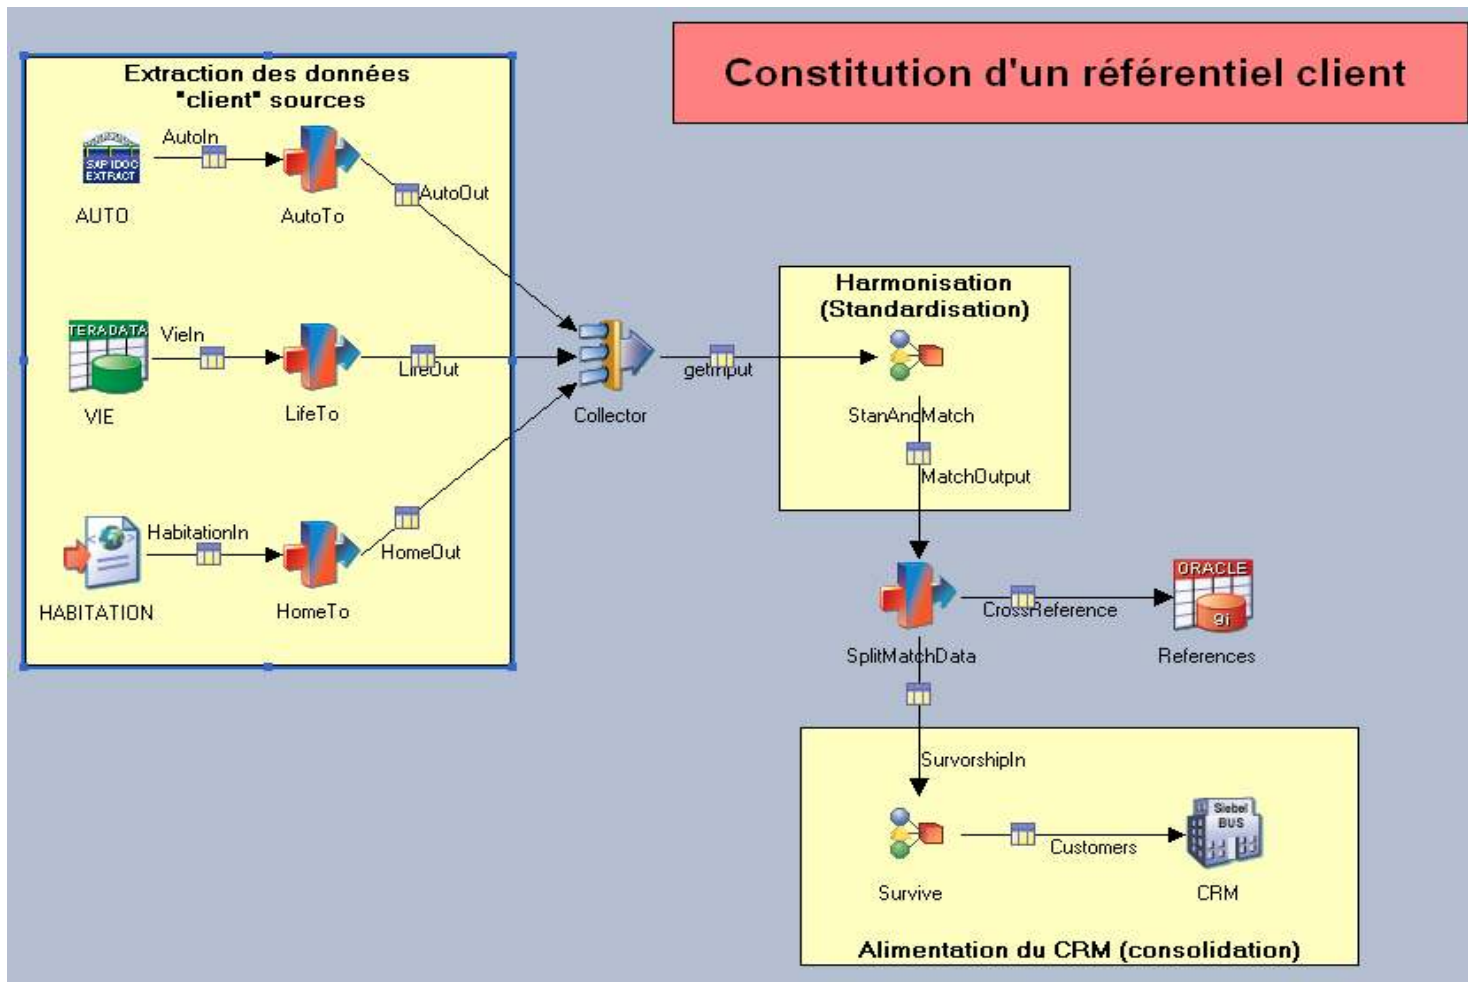 Constitution d'un référentiel client
Extraction des données
"client" sources
AutoIn
SAP IDOC
EXTRACT
AUTO
AutoTo
AutoOut
TERADATA
VieIn
VIE
LifeTo
LifeOut
HabitationIn
HABITATION
HomeTo
HomeOut
Collector
getInput
Harmonisation
(Standardisation)
StanAndMatch
MatchOutput
SplitMatchData
CrossReference
ORACLE
9i
References
SurvorshipIn
Survive
Customers
Siebel
BUS
CRM
Alimentation du CRM (consolidation)